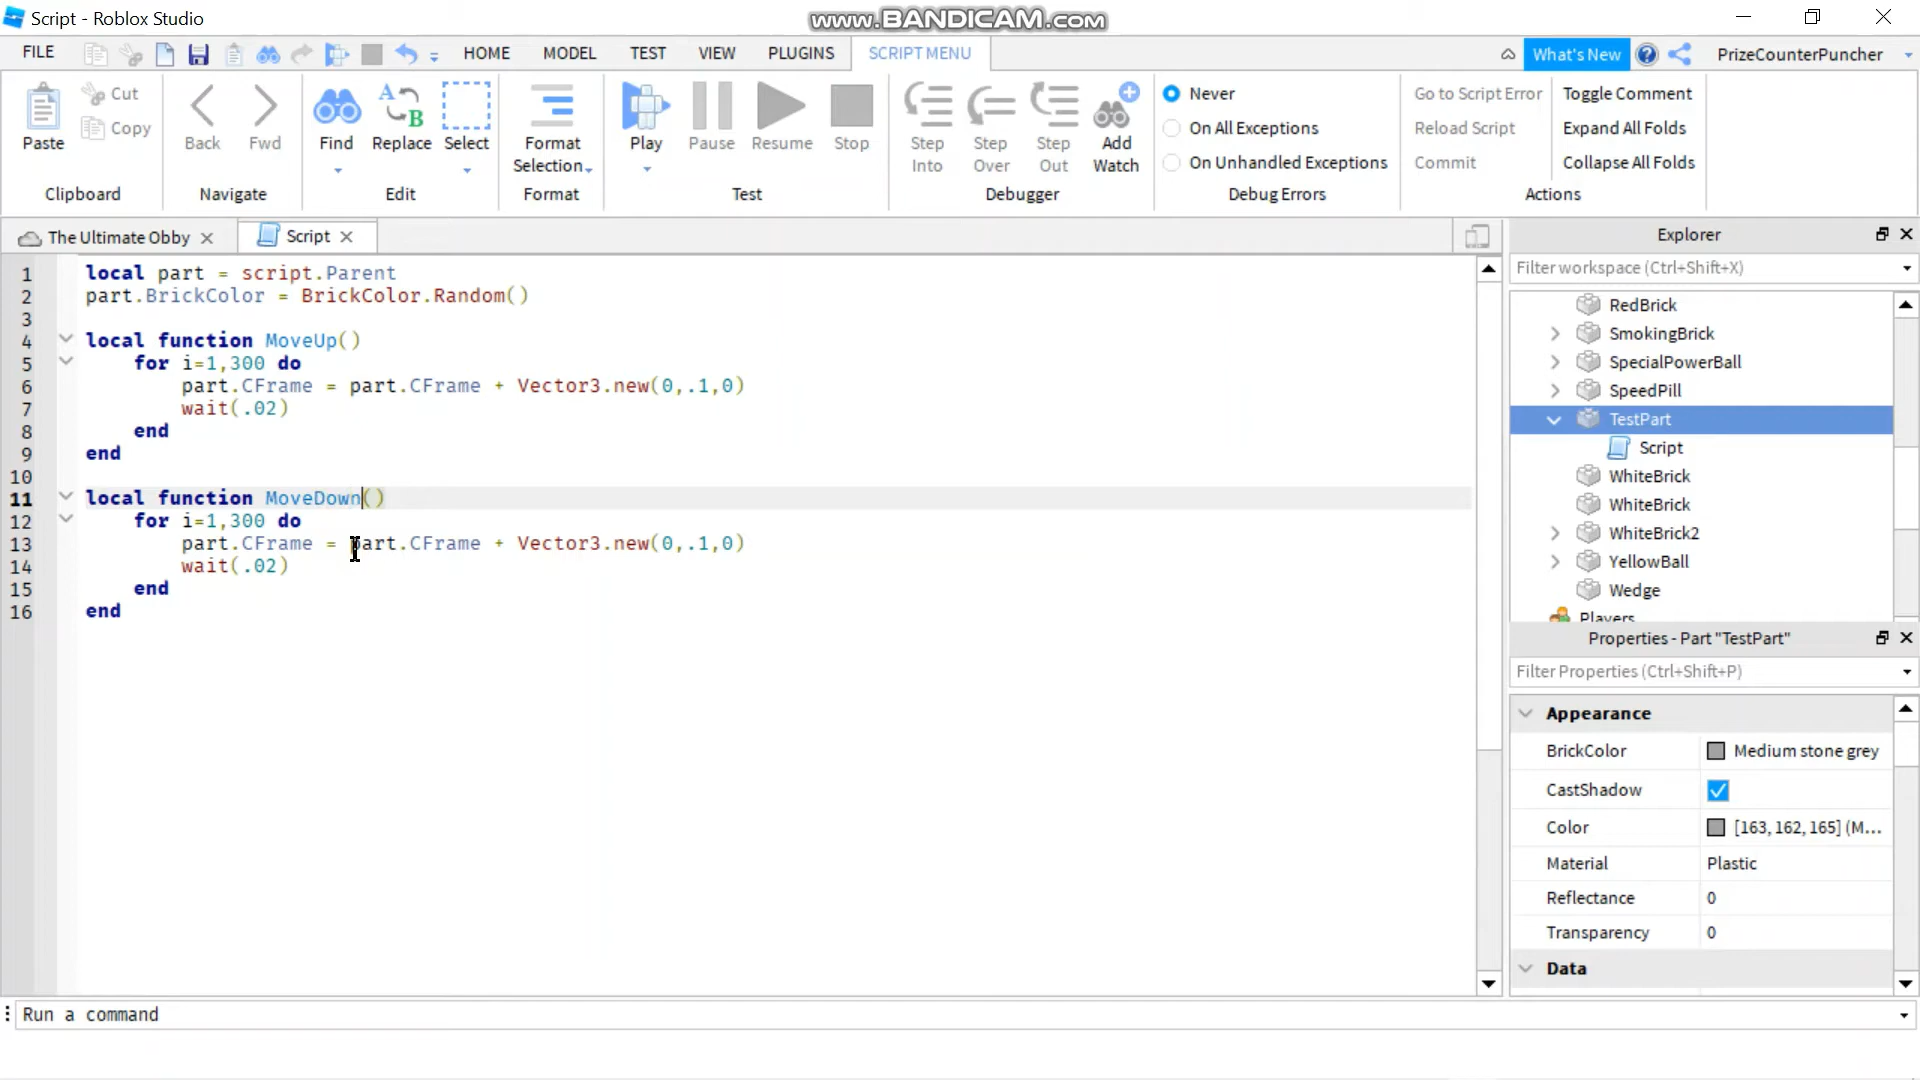 Script - Roblox Studio
www.BANDICAM.com
FILE
HOME
MODEL
TEST
VIEW
PLUGINS
SCRIPT MENU
What's New
PrizeCounterPuncher
Paste
Cut
Copy
Clipboard
Back
Fwd
Navigate
Find
Replace
Select
Edit
Format
Selection
Format
Play
Pause
Resume
Stop
Test
Step
Into
Step
Over
Step
Out
Add
Watch
Debugger
Never
On All Exceptions
On Unhandled Exceptions
Debug Errors
Go to Script Error
Reload Script
Commit
Toggle Comment
Expand All Folds
Collapse All Folds
Actions
The Ultimate Obby
Script
1 local part = script.Parent
2 part.BrickColor = BrickColor.Random()
3
4 local function MoveUp()
5 for i=1,300 do
6 part.CFrame = part.CFrame + Vector3.new(0,.1,0)
7 wait(.02)
8 end
9 end
10
11 local function MoveDown()
12 for i=1,300 do
13 part.CFrame = part.CFrame + Vector3.new(0,.1,0)
14 wait(.02)
15 end
16 end
Explorer
Filter workspace (Ctrl+Shift+X)
RedBrick
SmokingBrick
SpecialPowerBall
SpeedPill
TestPart
Script
WhiteBrick
WhiteBrick
WhiteBrick2
YellowBall
Wedge
Players
Properties - Part "TestPart"
Filter Properties (Ctrl+Shift+P)
Appearance
BrickColor Medium stone grey
CastShadow
Color [163, 162, 165] (M...
Material Plastic
Reflectance 0
Transparency 0
Data
Run a command